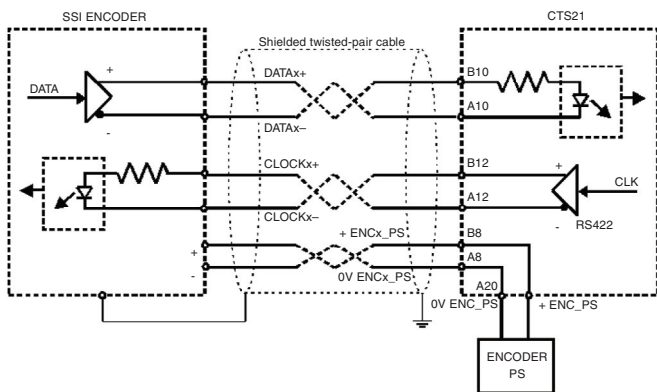 SSI ENCODER
CTS21
Shielded twisted-pair cable
DATA
+
-
DATAx+
DATAx–
B10
A10
CLOCKx+
CLOCKx–
B12
A12
+
-
CLK
RS422
+
-
+ ENCx_PS
0V ENCx_PS
B8
A8
A20
0V ENC_PS
+ ENC_PS
ENCODER
PS